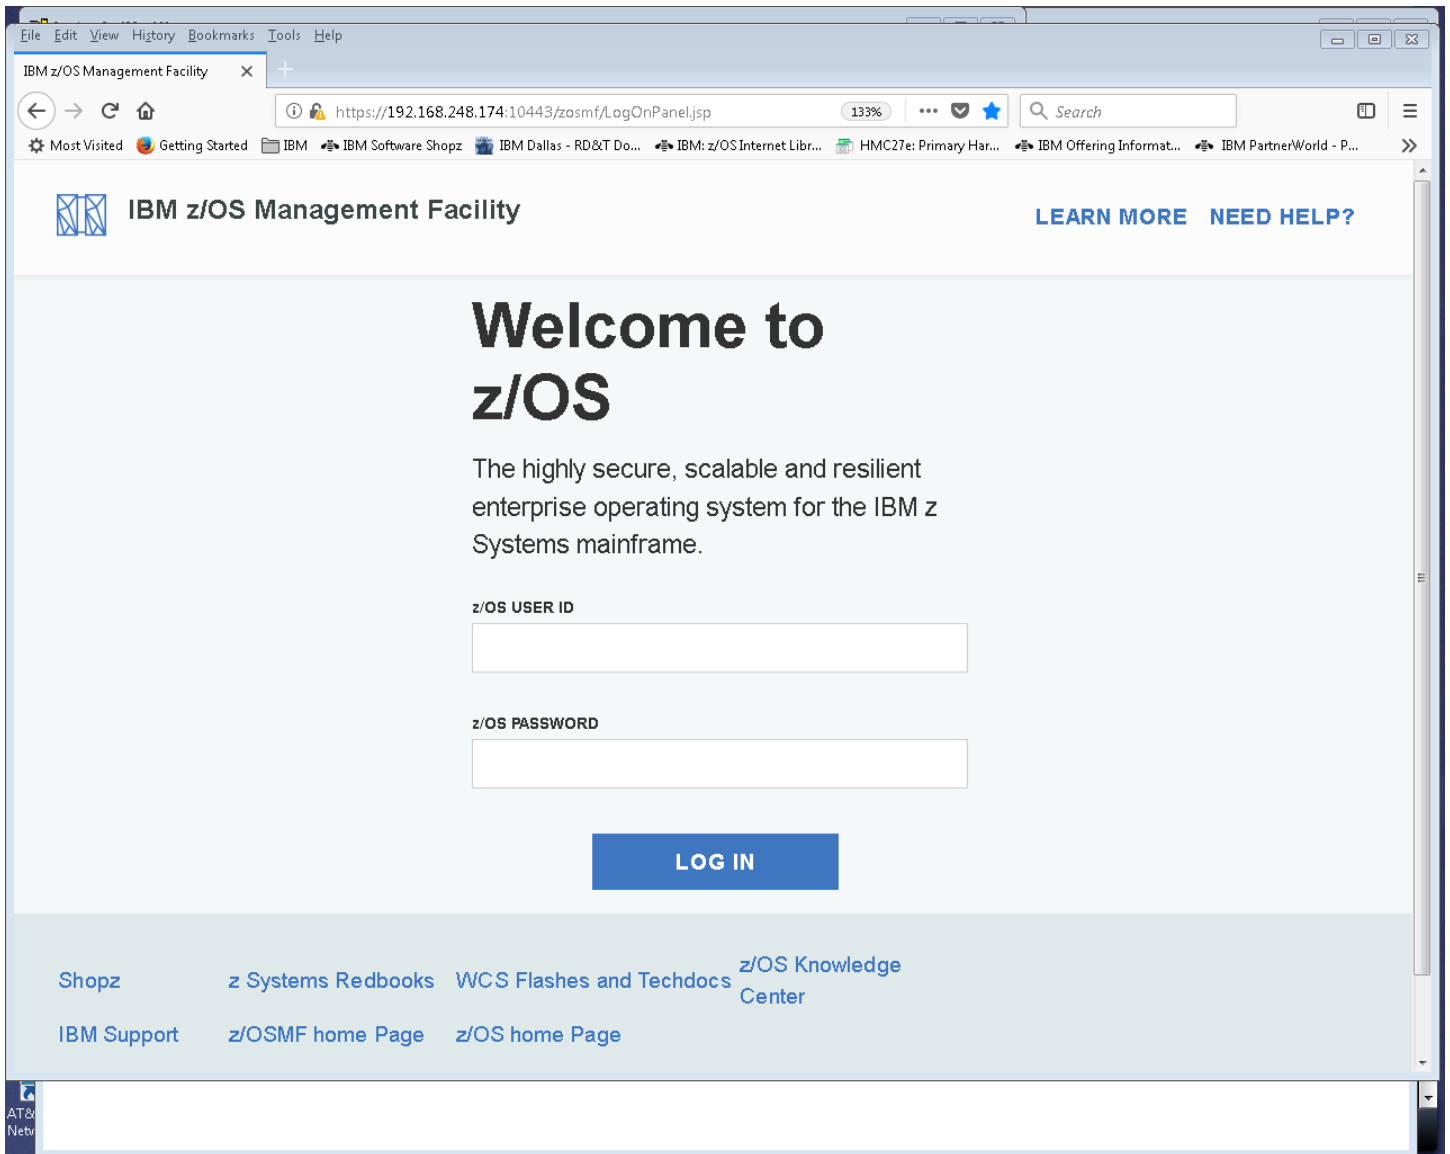 File Edit View History Bookmarks Tools Help
IBM z/OS Management Facility
https://192.168.248.174:10443/zosmf/LogOnPanel.jsp 133% Search
Most Visited Getting Started IBM IBM Software Shopz IBM Dallas - RD&T Do... IBM: z/OS Internet Libr... HMC27e: Primary Har... IBM Offering Informat... IBM PartnerWorld - P...
IBM z/OS Management Facility
LEARN MORE NEED HELP?
Welcome to
z/OS
The highly secure, scalable and resilient
enterprise operating system for the IBM z
Systems mainframe.
z/OS USER ID
z/OS PASSWORD
LOG IN
Shopz z Systems Redbooks WCS Flashes and Techdocs z/OS Knowledge
Center
IBM Support z/OSMF home Page z/OS home Page
AT&
Netw